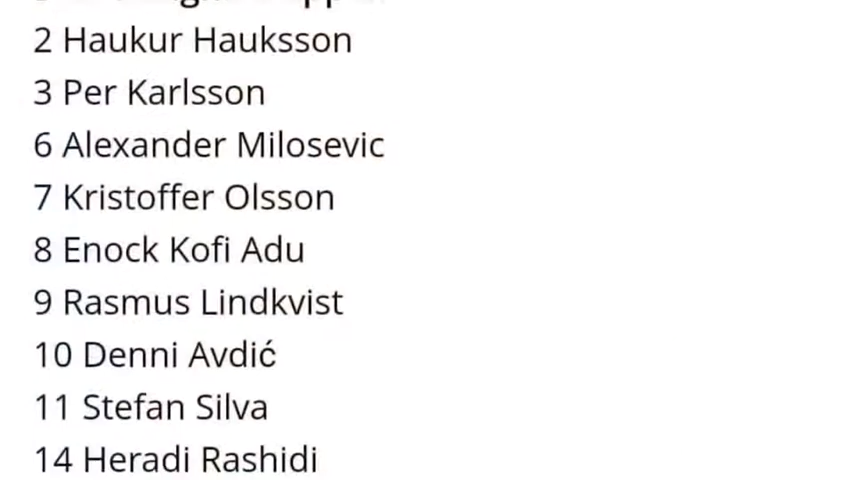 2 Haukur Hauksson
3 Per Karlsson
6 Alexander Milosevic
7 Kristoffer Olsson
8 Enock Kofi Adu
9 Rasmus Lindkvist
10 Denni Avdić
11 Stefan Silva
14 Heradi Rashidi